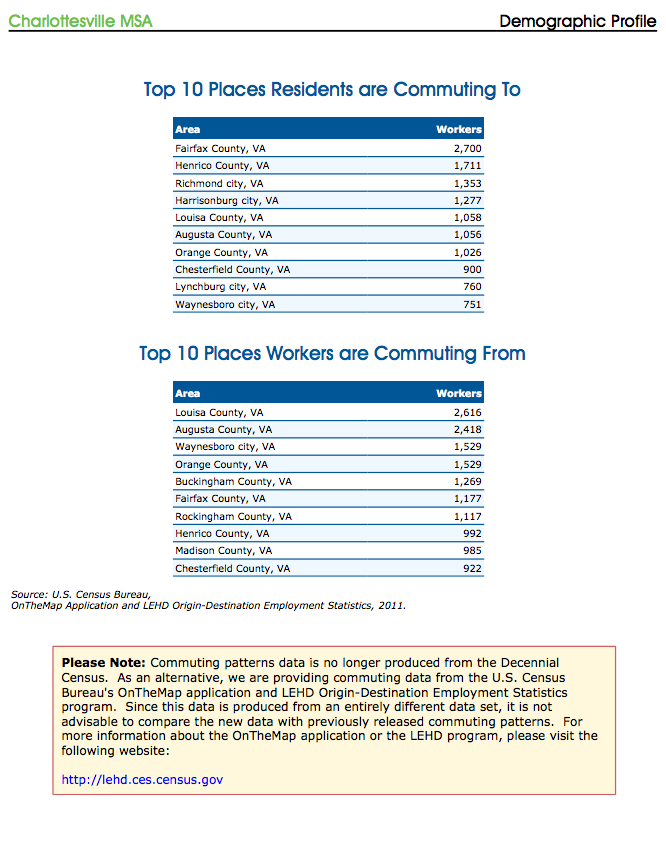 Charlottesville MSA Demographic Profile
Top 10 Places Residents are Commuting To
Area Workers
Fairfax County, VA 2,700
Henrico County, VA 1,711
Richmond city, VA 1,353
Harrisonburg city, VA 1,277
Louisa County, VA 1,058
Augusta County, VA 1,056
Orange County, VA 1,026
Chesterfield County, VA 900
Lynchburg city, VA 760
Waynesboro city, VA 751
Top 10 Places Workers are Commuting From
Area Workers
Louisa County, VA 2,616
Augusta County, VA 2,418
Waynesboro city, VA 1,529
Orange County, VA 1,529
Buckingham County, VA 1,269
Fairfax County, VA 1,177
Rockingham County, VA 1,117
Henrico County, VA 992
Madison County, VA 985
Chesterfield County, VA 922
Source: U.S. Census Bureau,
OnTheMap Application and LEHD Origin-Destination Employment Statistics, 2011.
Please Note: Commuting patterns data is no longer produced from the Decennial
Census. As an alternative, we are providing commuting data from the U.S. Census
Bureau's OnTheMap application and LEHD Origin-Destination Employment Statistics
program. Since this data is produced from an entirely different data set, it is not
advisable to compare the new data with previously released commuting patterns. For
more information about the OnTheMap application or the LEHD program, please visit the
following website:
http://lehd.ces.census.gov